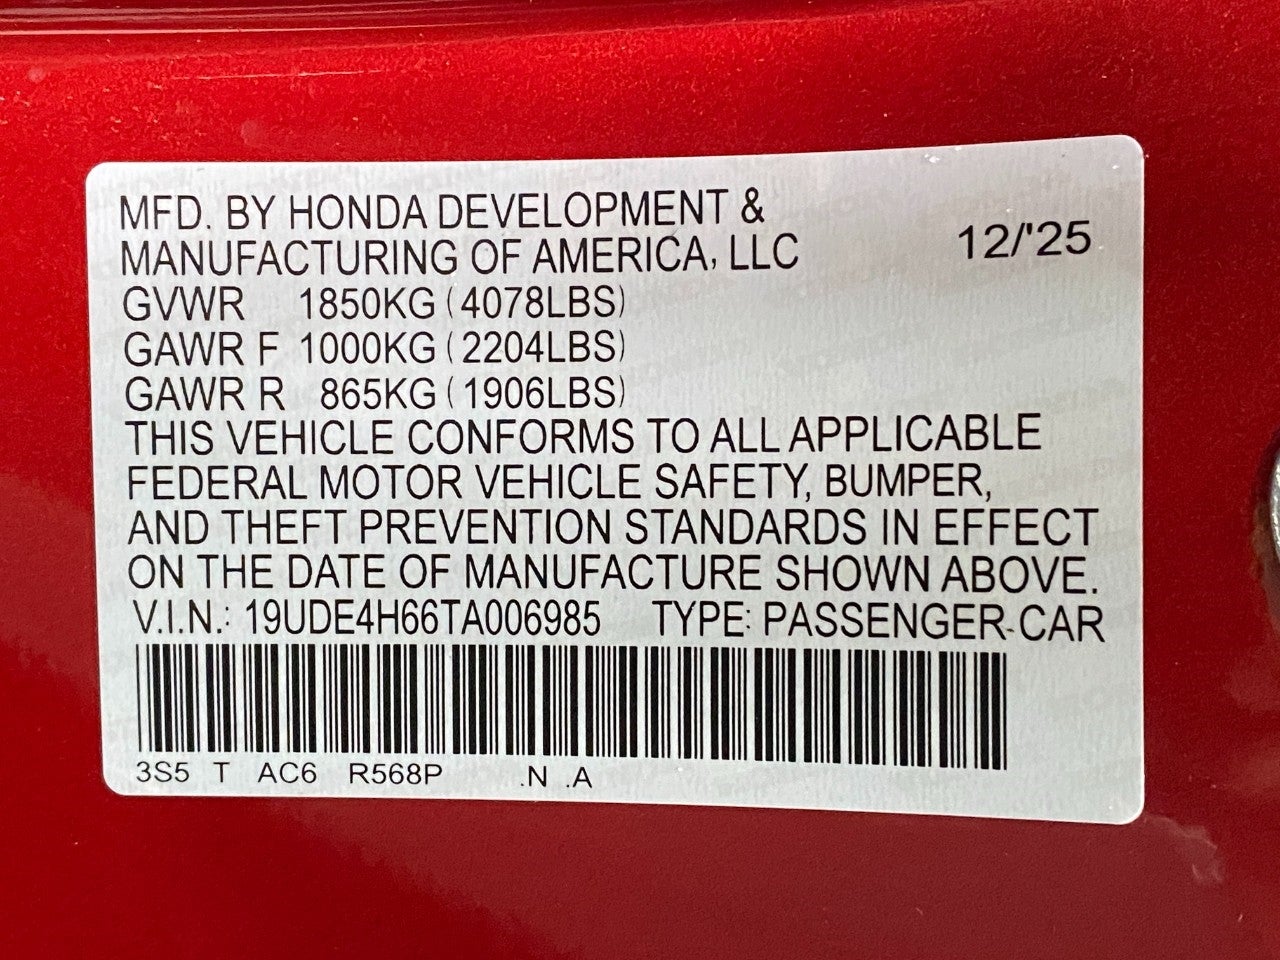 MFD. BY HONDA DEVELOPMENT &
MANUFACTURING OF AMERICA, LLC 12/'25
GVWR 1850KG (4078LBS)
GAWR F 1000KG (2204LBS)
GAWR R 865KG (1906LBS)
THIS VEHICLE CONFORMS TO ALL APPLICABLE
FEDERAL MOTOR VEHICLE SAFETY, BUMPER,
AND THEFT PREVENTION STANDARDS IN EFFECT
ON THE DATE OF MANUFACTURE SHOWN ABOVE.
V.I.N.: 19UDE4H66TA006985 TYPE: PASSENGER CAR
3S5 T AC6 R568P .N .A